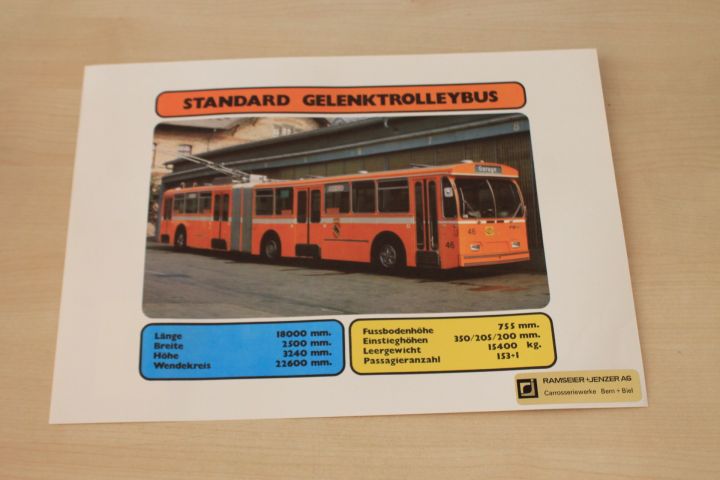 STANDARD GELENKTROLLEYBUS
8
Garage
46
46
Länge 18000 mm.
Breite 2500 mm.
Höhe 3240 mm.
Wendekreis 22600 mm.
Fussbodenhöhe 755 mm.
Einstieghöhen 350/205/200 mm.
Leergewicht 15400 kg.
Passagieranzahl 153+1
RAMSEIER+JENZER AG
Carrosseriewerke Bern + Biel